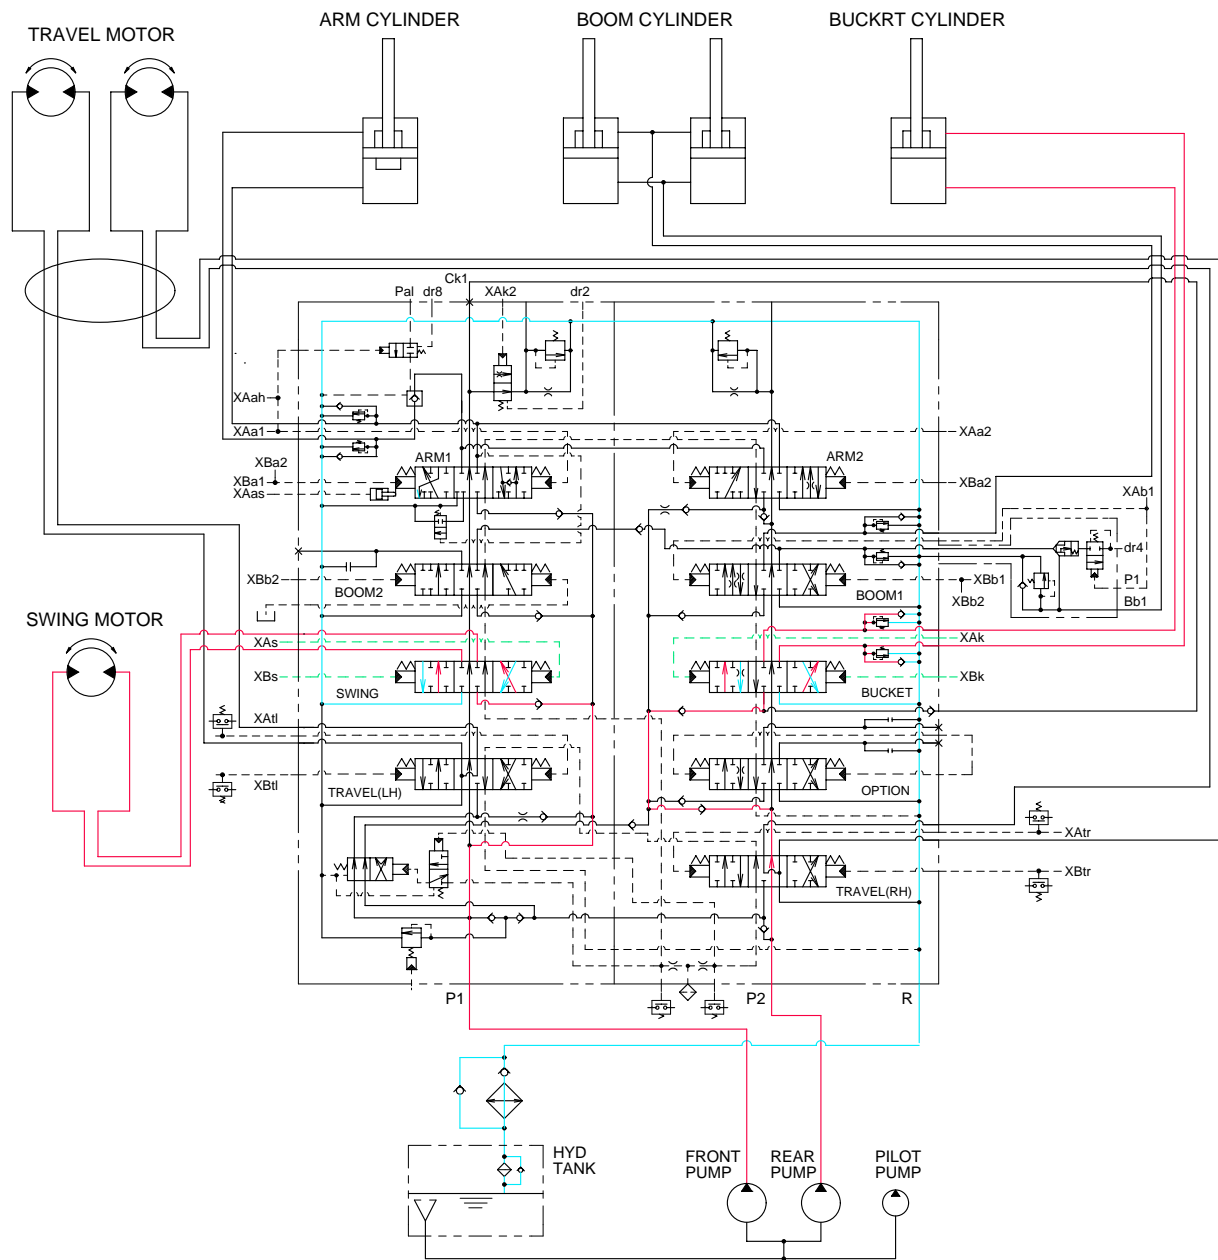 ARM CYLINDER
BOOM CYLINDER
BUCKRT CYLINDER
TRAVEL MOTOR
Ck1
Pal
dr8
XAk2
dr2
XAah
XAa1
XAa2
XBa2
ARM1
ARM2
XBa1
XBa2
XAas
XAb1
dr4
XBb2
XBb1
P1
BOOM2
BOOM1
XBb2
Bb1
SWING MOTOR
XAs
XAk
XBs
XBk
SWING
BUCKET
XAtl
XBtl
TRAVEL(LH)
OPTION
XAtr
XBtr
TRAVEL(RH)
P1
P2
R
HYD
TANK
FRONT
PUMP
REAR
PUMP
PILOT
PUMP